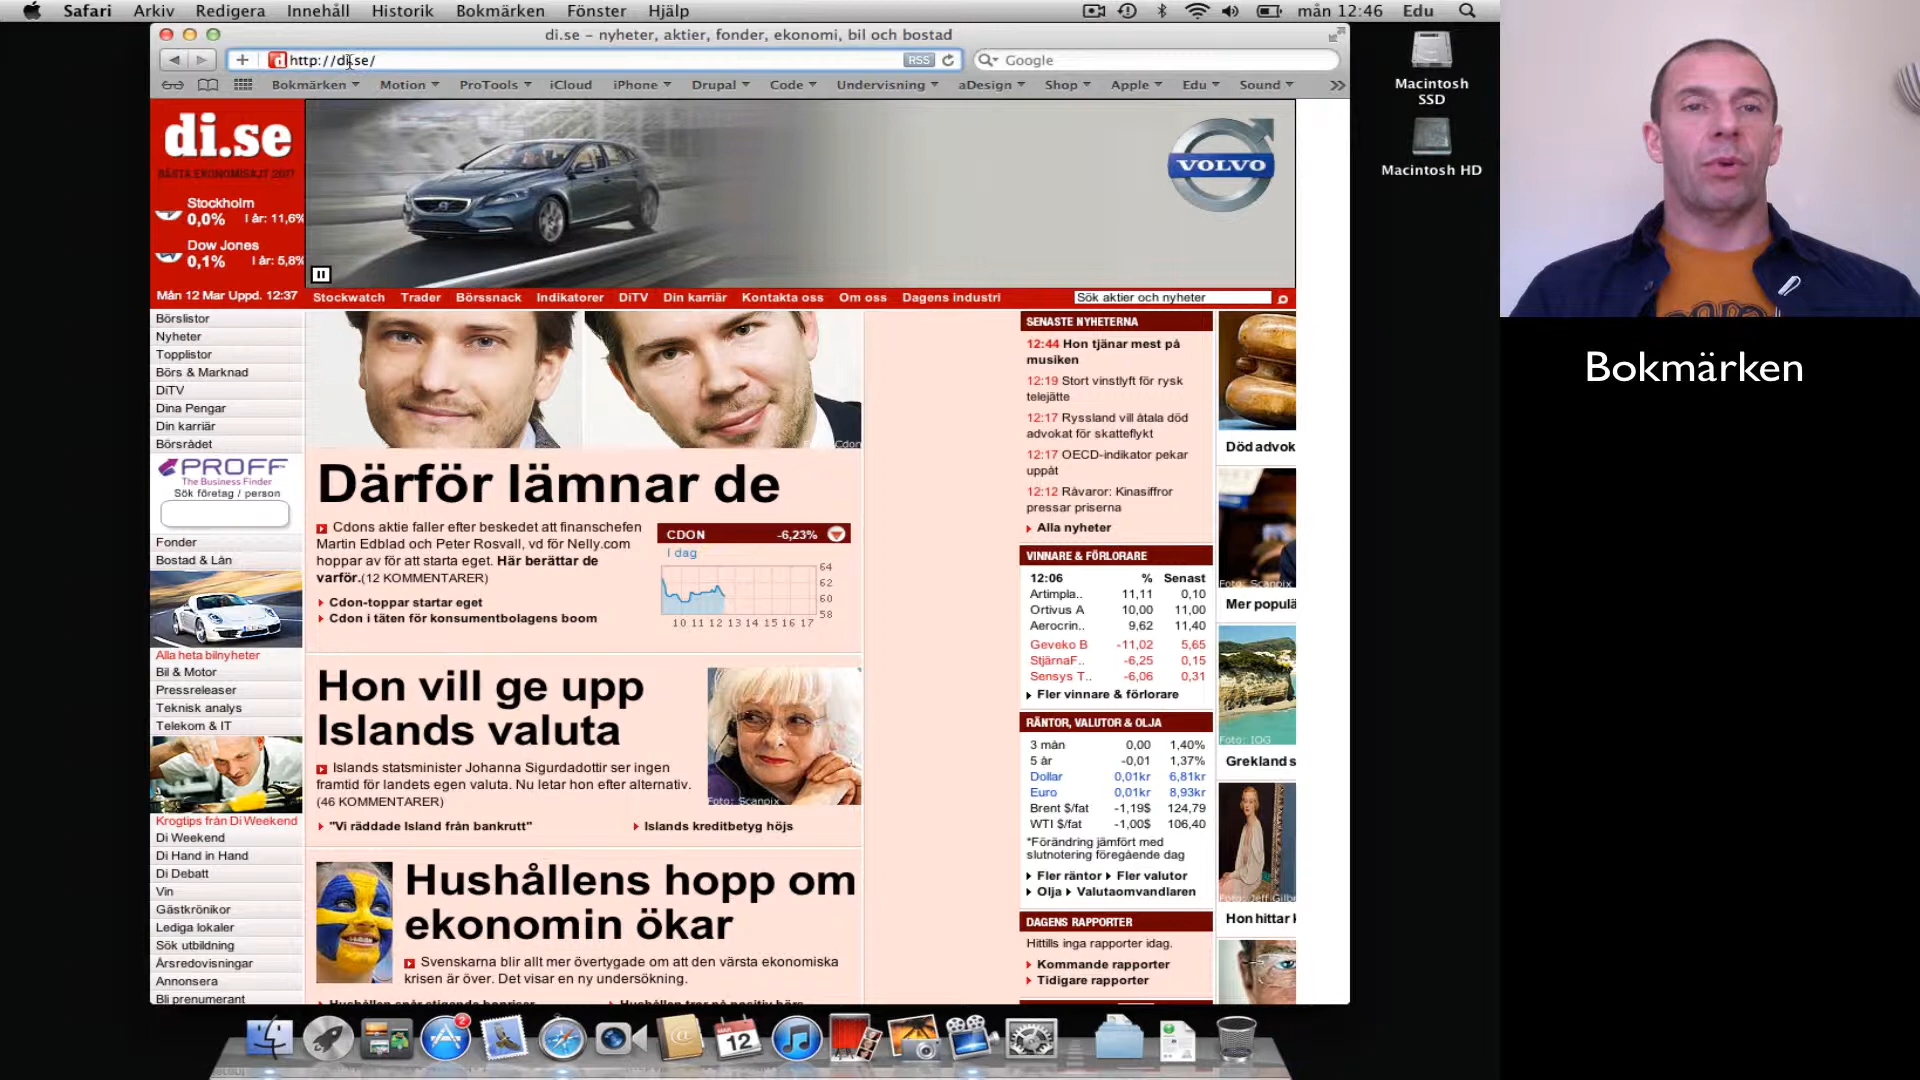 Safari Arkiv Redigera Innehåll Historik Bokmärken Fönster Hjälp
mån 12:46 Edu
di.se – nyheter, aktier, fonder, ekonomi, bil och bostad
http://di.se/
RSS
Google
Bokmärken Motion ProTools iCloud iPhone Drupal Code Undervisning aDesign Shop Apple Edu Sound
Macintosh
SSD
Macintosh HD
Bokmärken
di.se
BÄSTA EKONOMISAJT 2011
Stockholm
0,0% I år: 11,6%
Dow Jones
0,1% I år: 5,8%
Mån 12 Mar Uppd. 12:37
VOLVO
Stockwatch Trader Börssnack Indikatorer DiTV Din karriär Kontakta oss Om oss Dagens industri
Sök aktier och nyheter
Börslistor
Nyheter
Topplistor
Börs & Marknad
DiTV
Dina Pengar
Din karriär
Börsrådet
PROFF
The Business Finder
Sök företag / person
Fonder
Bostad & Lån
Alla heta bilnyheter
Bil & Motor
Pressreleaser
Teknisk analys
Telekom & IT
Krogtips från Di Weekend
Di Weekend
Di Hand in Hand
Di Debatt
Vin
Gästkrönikor
Lediga lokaler
Sök utbildning
Årsredovisningar
Annonsera
Bli prenumerant
Foto: Cdon
Därför lämnar de
Cdons aktie faller efter beskedet att finanschefen
Martin Edblad och Peter Rosvall, vd för Nelly.com
hoppar av för att starta eget. Här berättar de
varför.(12 KOMMENTARER)
Cdon-toppar startar eget
Cdon i täten för konsumentbolagens boom
CDON -6,23%
I dag
64
62
60
58
10 11 12 13 14 15 16 17
Hon vill ge upp
Islands valuta
Islands statsminister Johanna Sigurdadottir ser ingen
framtid för landets egen valuta. Nu letar hon efter alternativ.
(46 KOMMENTARER)
Foto: Scanpix
"Vi räddade Island från bankrutt"
Islands kreditbetyg höjs
Hushållens hopp om
ekonomin ökar
Svenskarna blir allt mer övertygade om att den värsta ekonomiska
krisen är över. Det visar en ny undersökning.
SENASTE NYHETERNA
12:44 Hon tjänar mest på
musiken
12:19 Stort vinstlyft för rysk
telejätte
12:17 Ryssland vill åtala död
advokat för skatteflykt
12:17 OECD-indikator pekar
uppåt
12:12 Råvaror: Kinasiffror
pressar priserna
Alla nyheter
VINNARE & FÖRLORARE
12:06 % Senast
Artimpla.. 11,11 0,10
Ortivus A 10,00 11,00
Aerocrin.. 9,62 11,40
Geveko B -11,02 5,65
StjärnaF.. -6,25 0,15
Sensys T.. -6,06 0,31
Fler vinnare & förlorare
RÄNTOR, VALUTOR & OLJA
3 mån 0,00 1,40%
5 år -0,01 1,37%
Dollar 0,01kr 6,81kr
Euro 0,01kr 8,93kr
Brent $/fat -1,19$ 124,79
WTI $/fat -1,00$ 106,40
*Förändring jämfört med
slutnotering föregående dag
Fler räntor Fler valutor
Olja Valutaomvandlaren
DAGENS RAPPORTER
Hittills inga rapporter idag.
Kommande rapporter
Tidigare rapporter
Död advok
Foto: Scanpix
Mer populä
Foto: IOG
Grekland s
Hon hittar
2
12